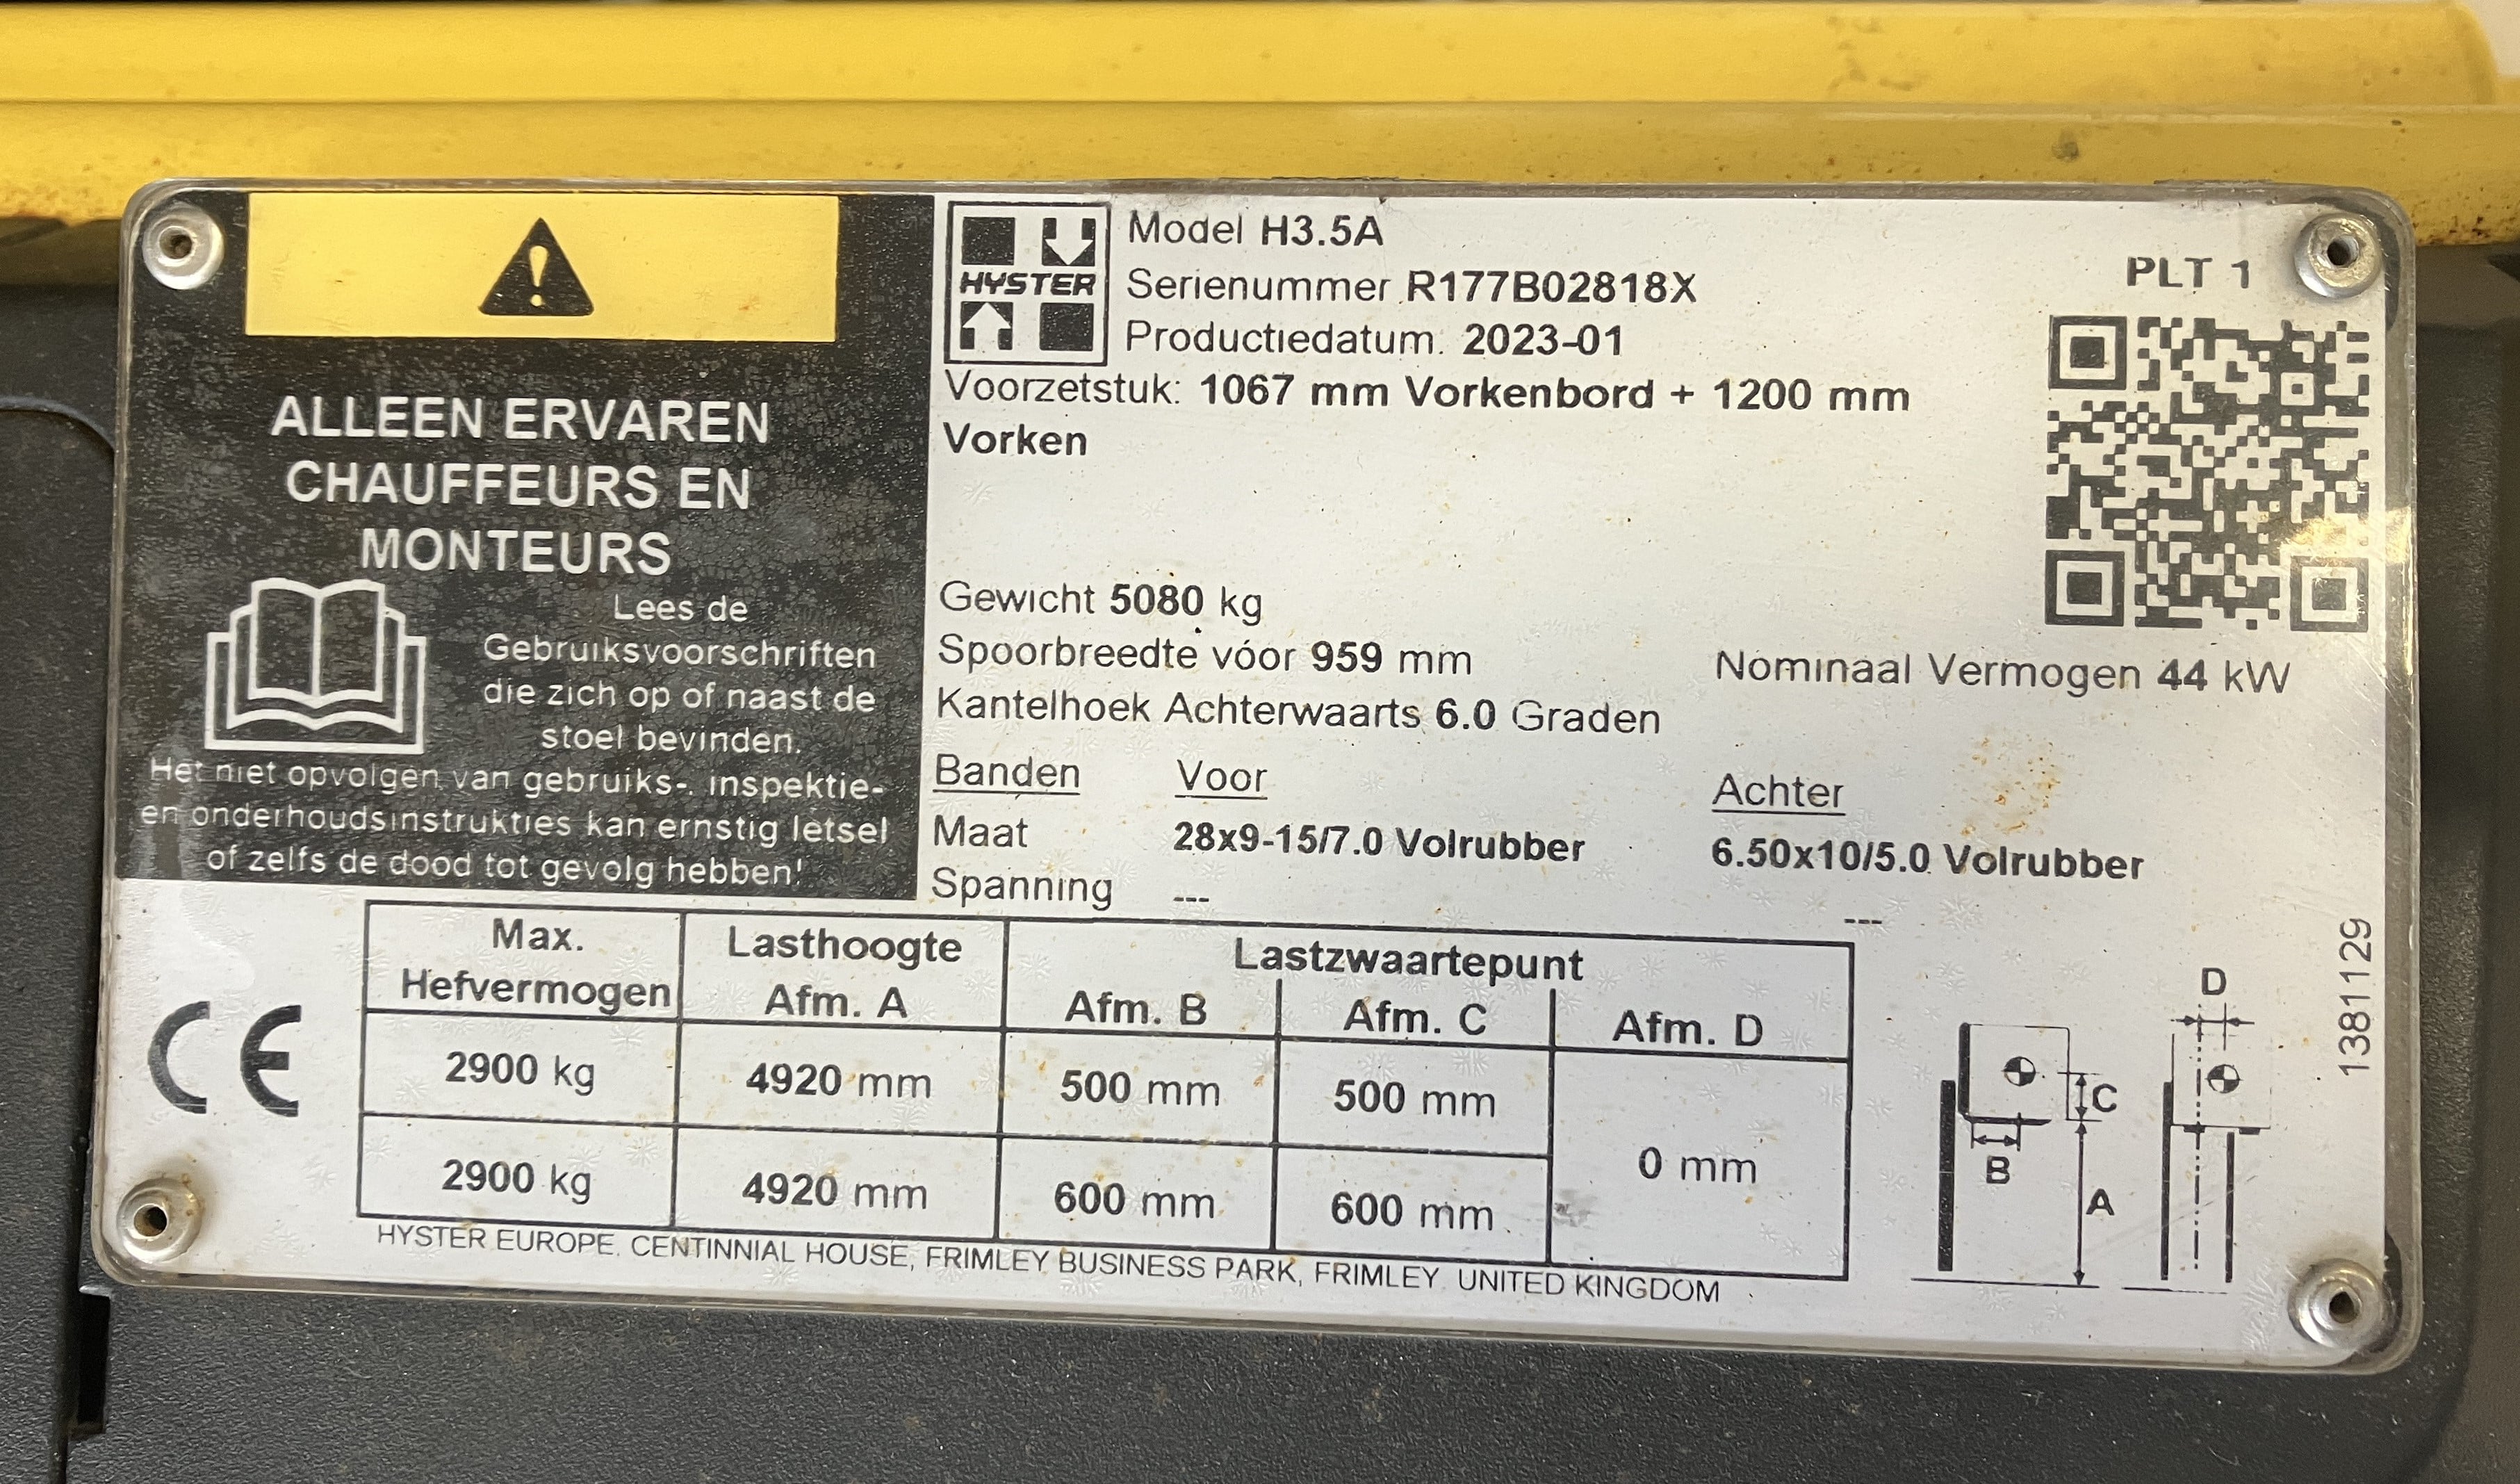 ALLEEN ERVAREN
CHAUFFEURS EN
MONTEURS
Lees de
Gebruiksvoorschriften
die zich op of naast de
stoel bevinden.
Het niet opvolgen van gebruiks-, inspektie-
en onderhoudsinstrukties kan ernstig letsel
of zelfs de dood tot gevolg hebben!
HYSTER
Model H3.5A
Serienummer R177B02818X
Productiedatum: 2023-01
Voorzetstuk: 1067 mm Vorkenbord + 1200 mm
Vorken
PLT 1
Gewicht 5080 kg
Spoorbreedte vóor 959 mm
Nominaal Vermogen 44 kW
Kantelhoek Achterwaarts 6.0 Graden
Banden Voor Achter
Maat 28x9-15/7.0 Volrubber 6.50x10/5.0 Volrubber
Spanning --- ---
Max. Lasthoogte Lastzwaartepunt
Hefvermogen Afm. A Afm. B Afm. C Afm. D
2900 kg 4920 mm 500 mm 500 mm 0 mm
2900 kg 4920 mm 600 mm 600 mm
CE
HYSTER EUROPE, CENTINNIAL HOUSE, FRIMLEY BUSINESS PARK, FRIMLEY, UNITED KINGDOM
D
C
B
A
1381129